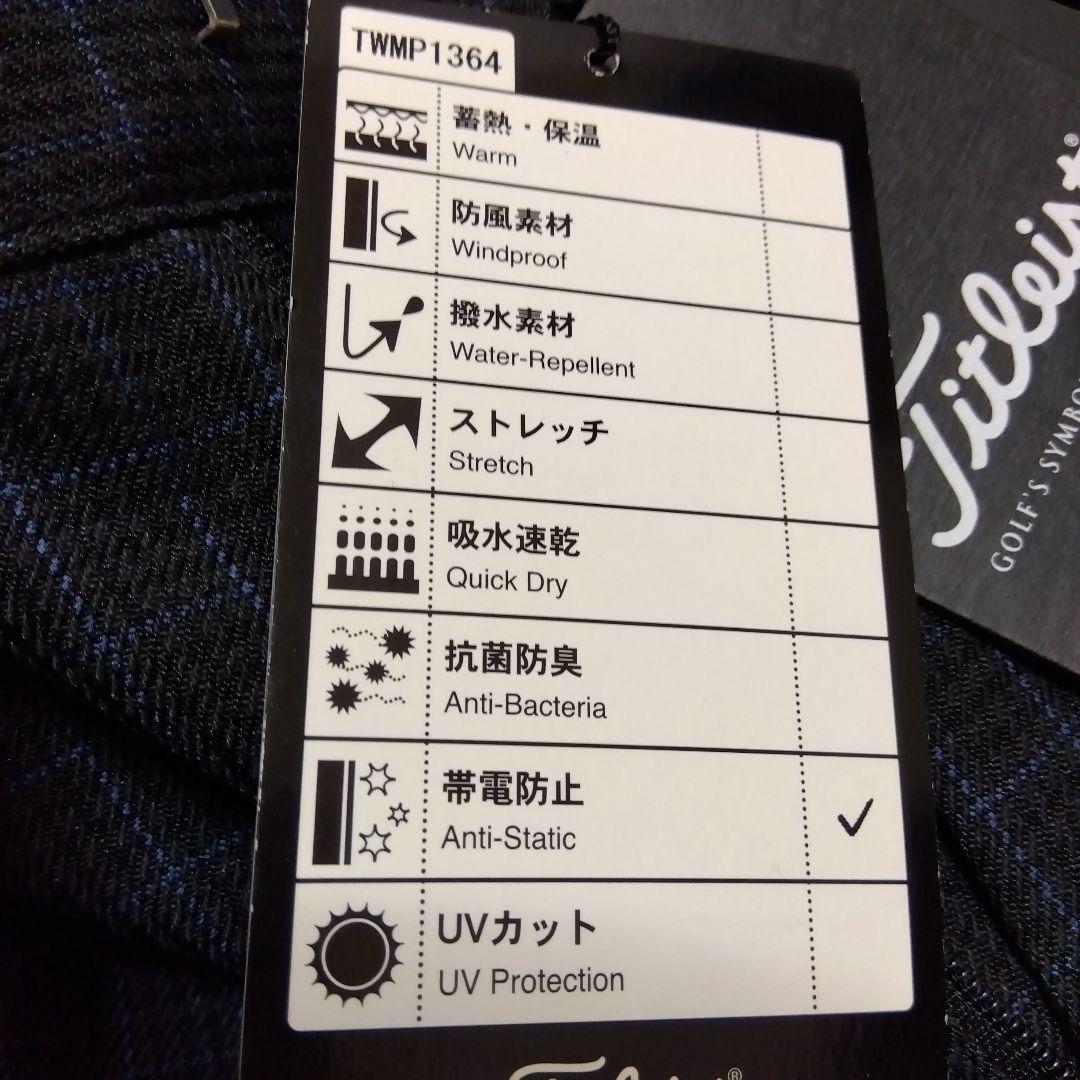 TWMP1364
蓄熱・保温
Warm
防風素材
Windproof
撥水素材
Water-Repellent
ストレッチ
Stretch
吸水速乾
Quick Dry
抗菌防臭
Anti-Bacteria
帯電防止
Anti-Static
✓
UVカット
UV Protection
Titleist®
Titleist®
GOLF'S SYMBO